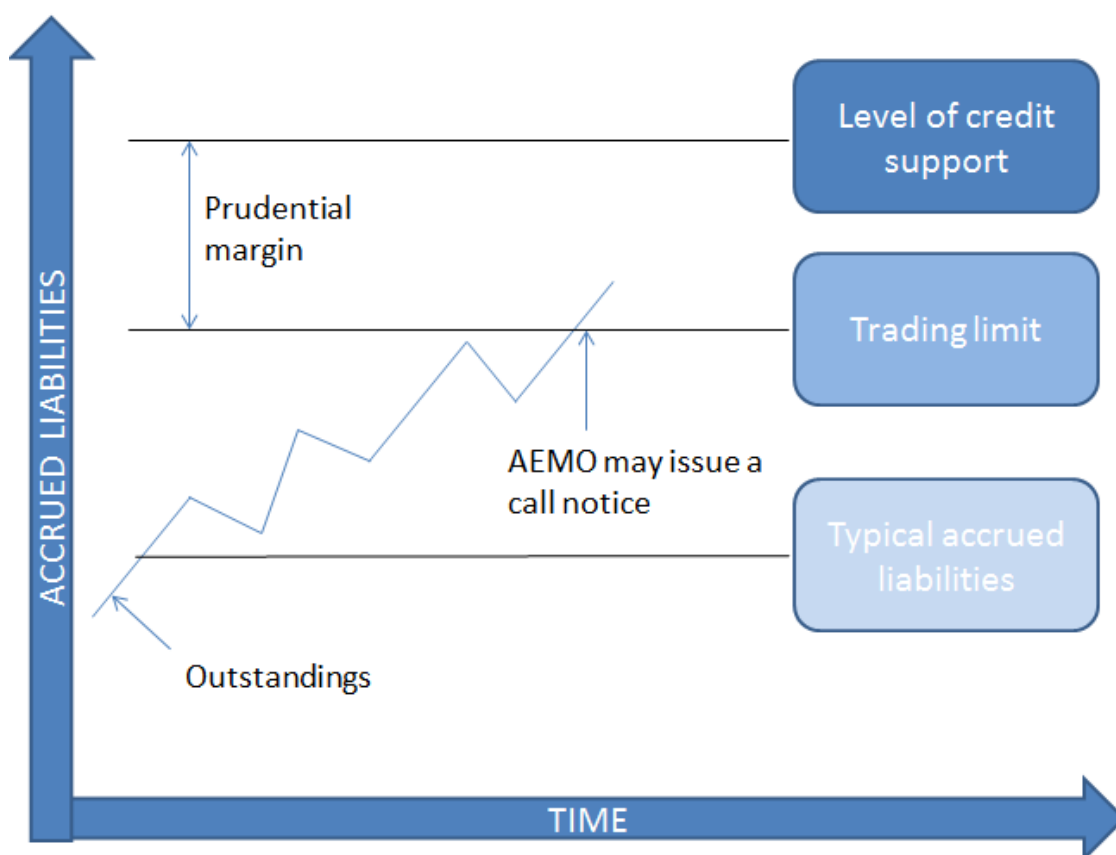 Level of credit
support
Prudential
margin
Trading limit
ACCRUED LIABILITIES
AEMO may issue a
call notice
Typical accrued
liabilities
Outstandings
TIME